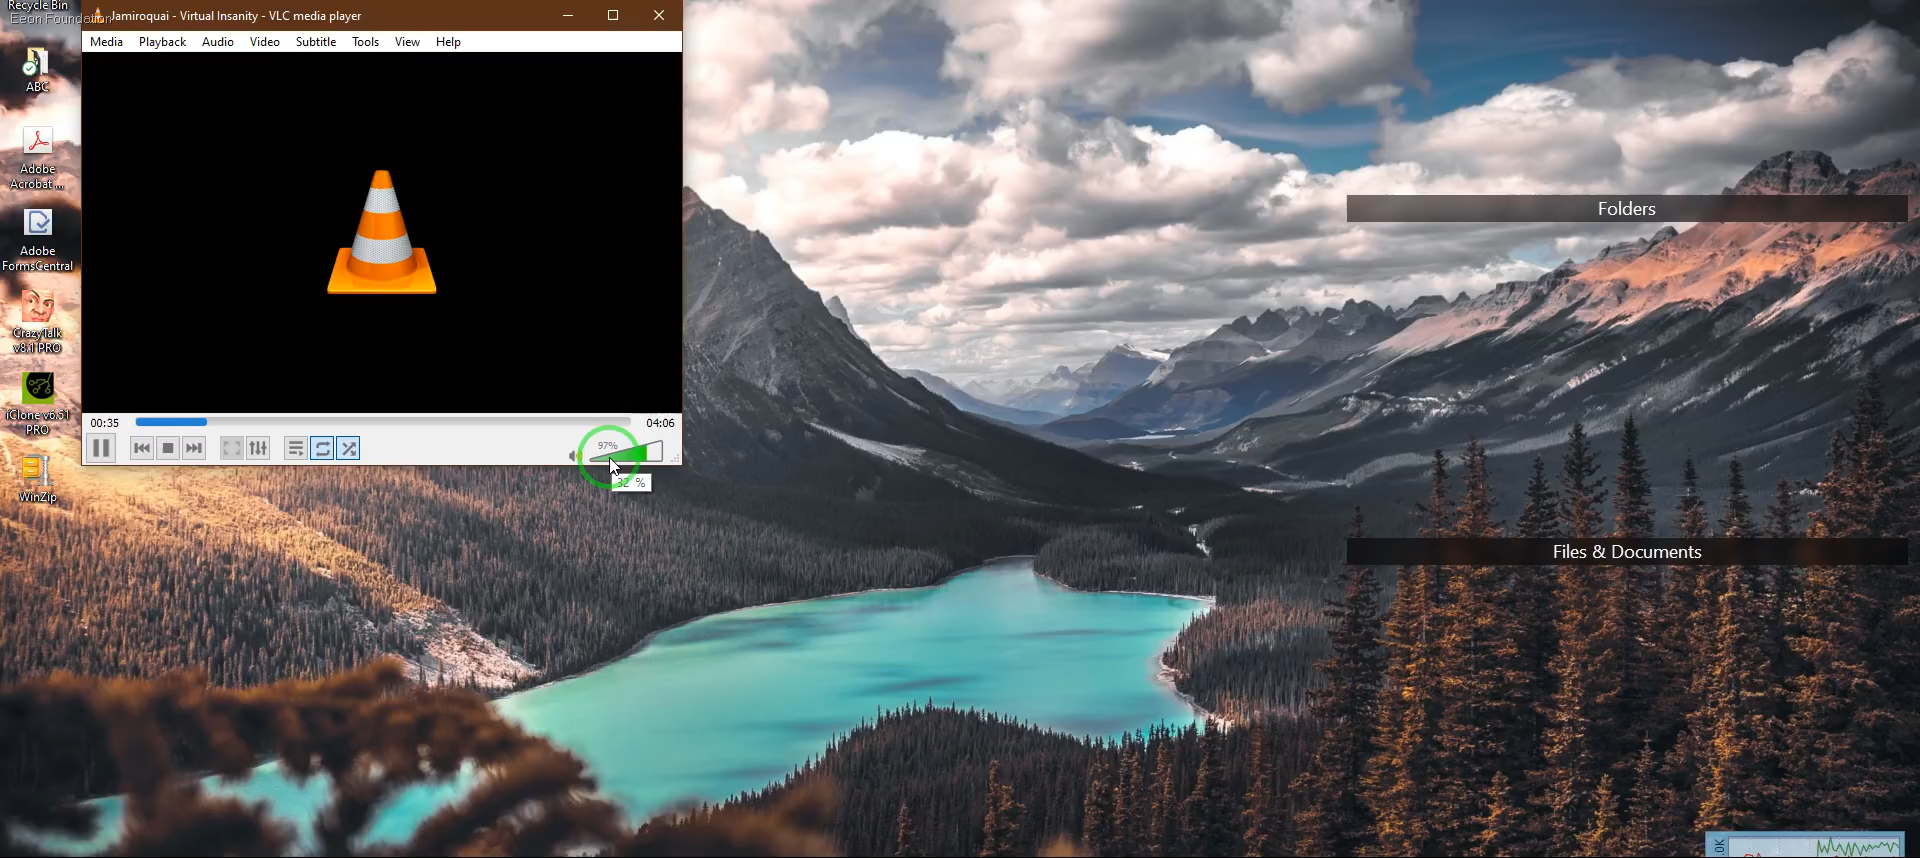 Recycle Bin
Eeon Foundation
Jamiroquai - Virtual Insanity - VLC media player
Media Playback Audio Video Subtitle Tools View Help
ABC
Adobe
Acrobat ...
Adobe
FormsCentral
CrazyTalk
v8.1 PRO
iClone v6.51
PRO
WinZip
00:35
04:06
97%
32 %
Folders
Files & Documents